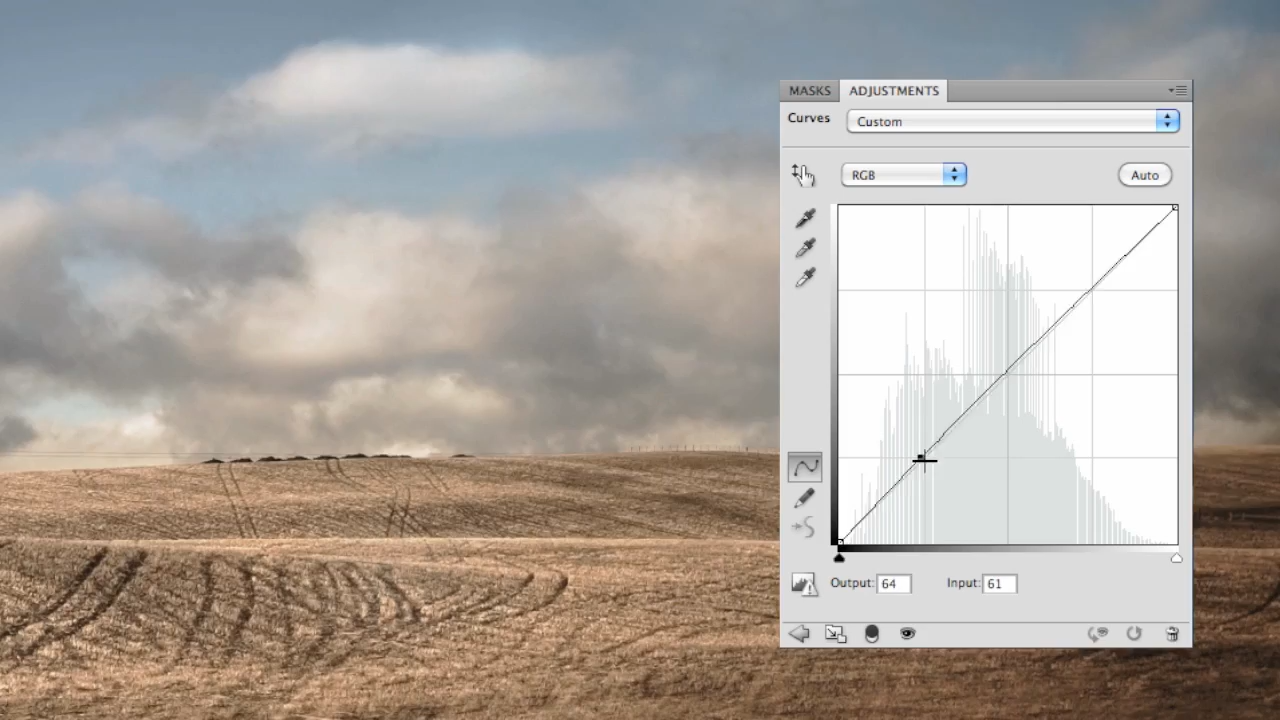 MASKS
ADJUSTMENTS
Curves
Custom
RGB
Auto
Output: 64
Input: 61